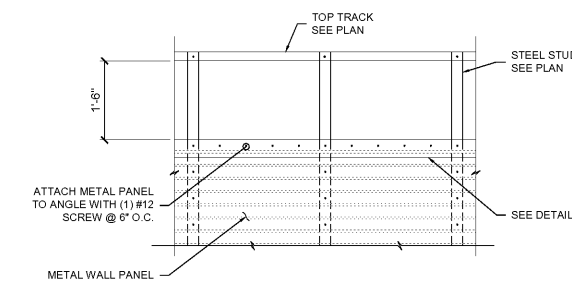 TOP TRACK
SEE PLAN
STEEL STUD
SEE PLAN
1'-6"
ATTACH METAL PANEL
TO ANGLE WITH (1) #12
SCREW @ 6" O.C.
SEE DETAIL
METAL WALL PANEL